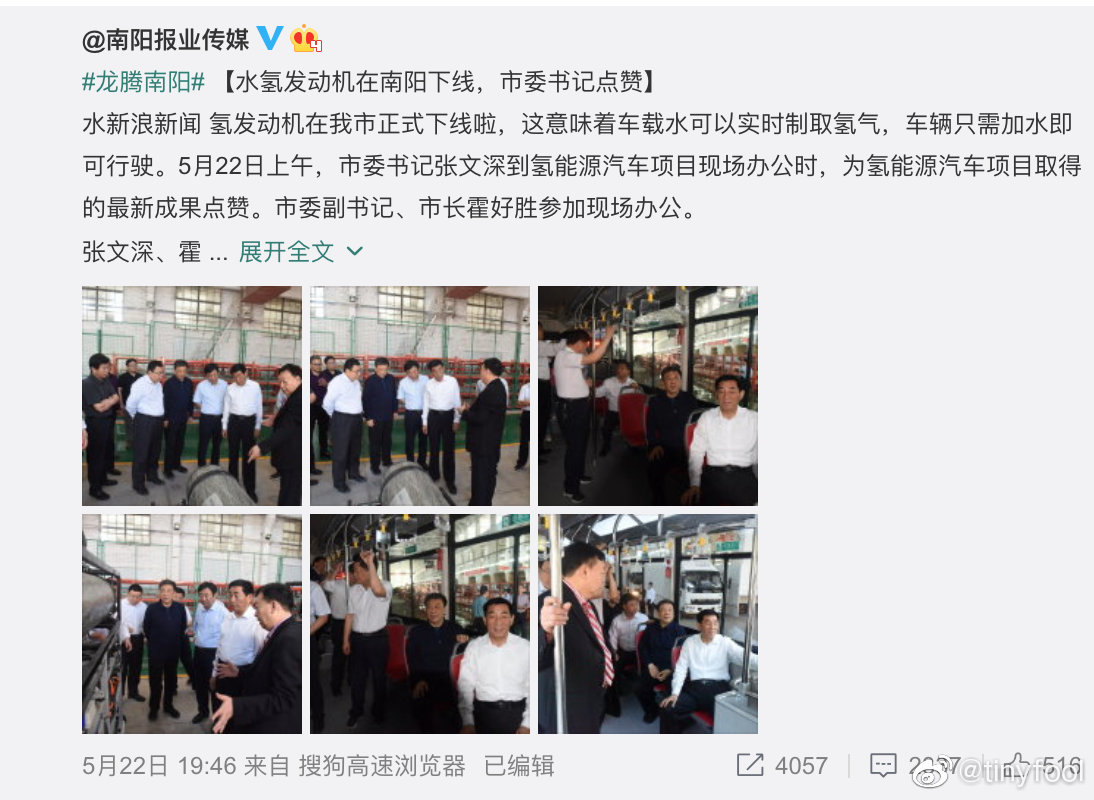 @南阳报业传媒
#龙腾南阳# 【水氢发动机在南阳下线，市委书记点赞】
水新浪新闻 氢发动机在我市正式下线啦，这意味着车载水可以实时制取氢气，车辆只需加水即
可行驶。5月22日上午，市委书记张文深到氢能源汽车项目现场办公时，为氢能源汽车项目取得
的最新成果点赞。市委副书记、市长霍好胜参加现场办公。
张文深、霍 ... 展开全文
5月22日 19:46 来自 搜狗高速浏览器 已编辑
4057
516
@tinyfool